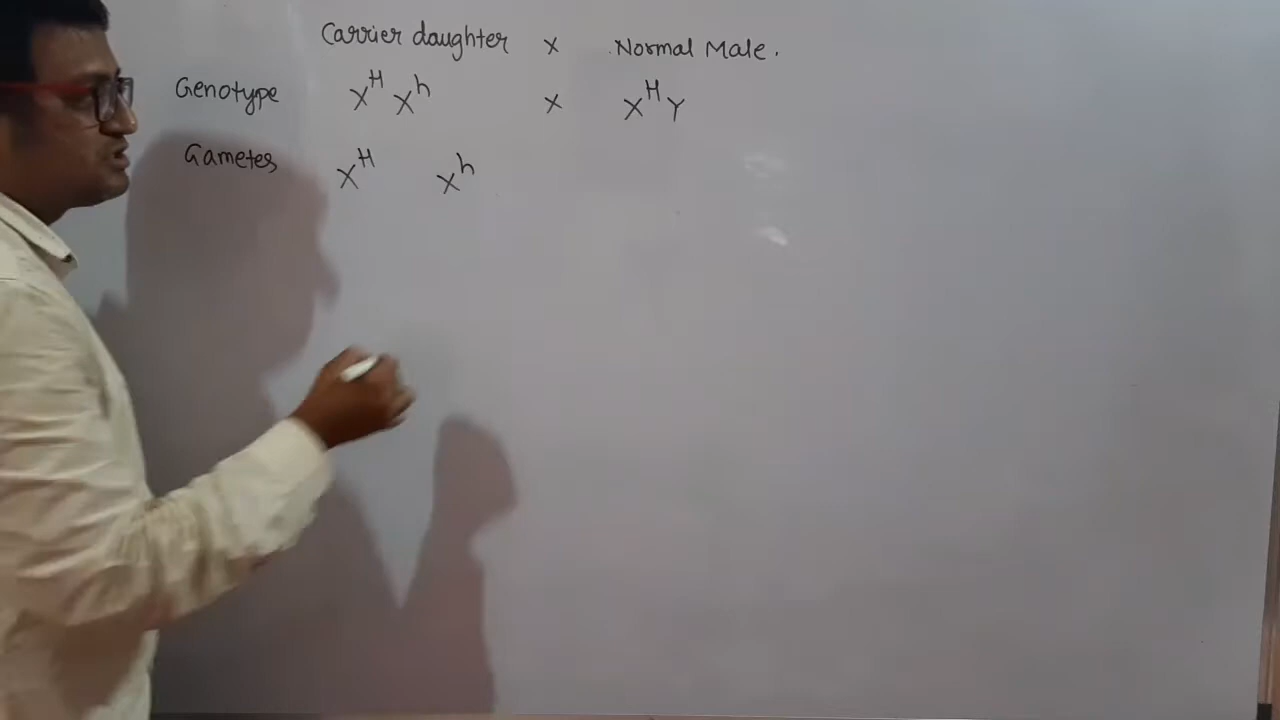 Carrier daughter x Normal Male.
Genotype X^H X^h x X^H Y
Gametes X^H X^h